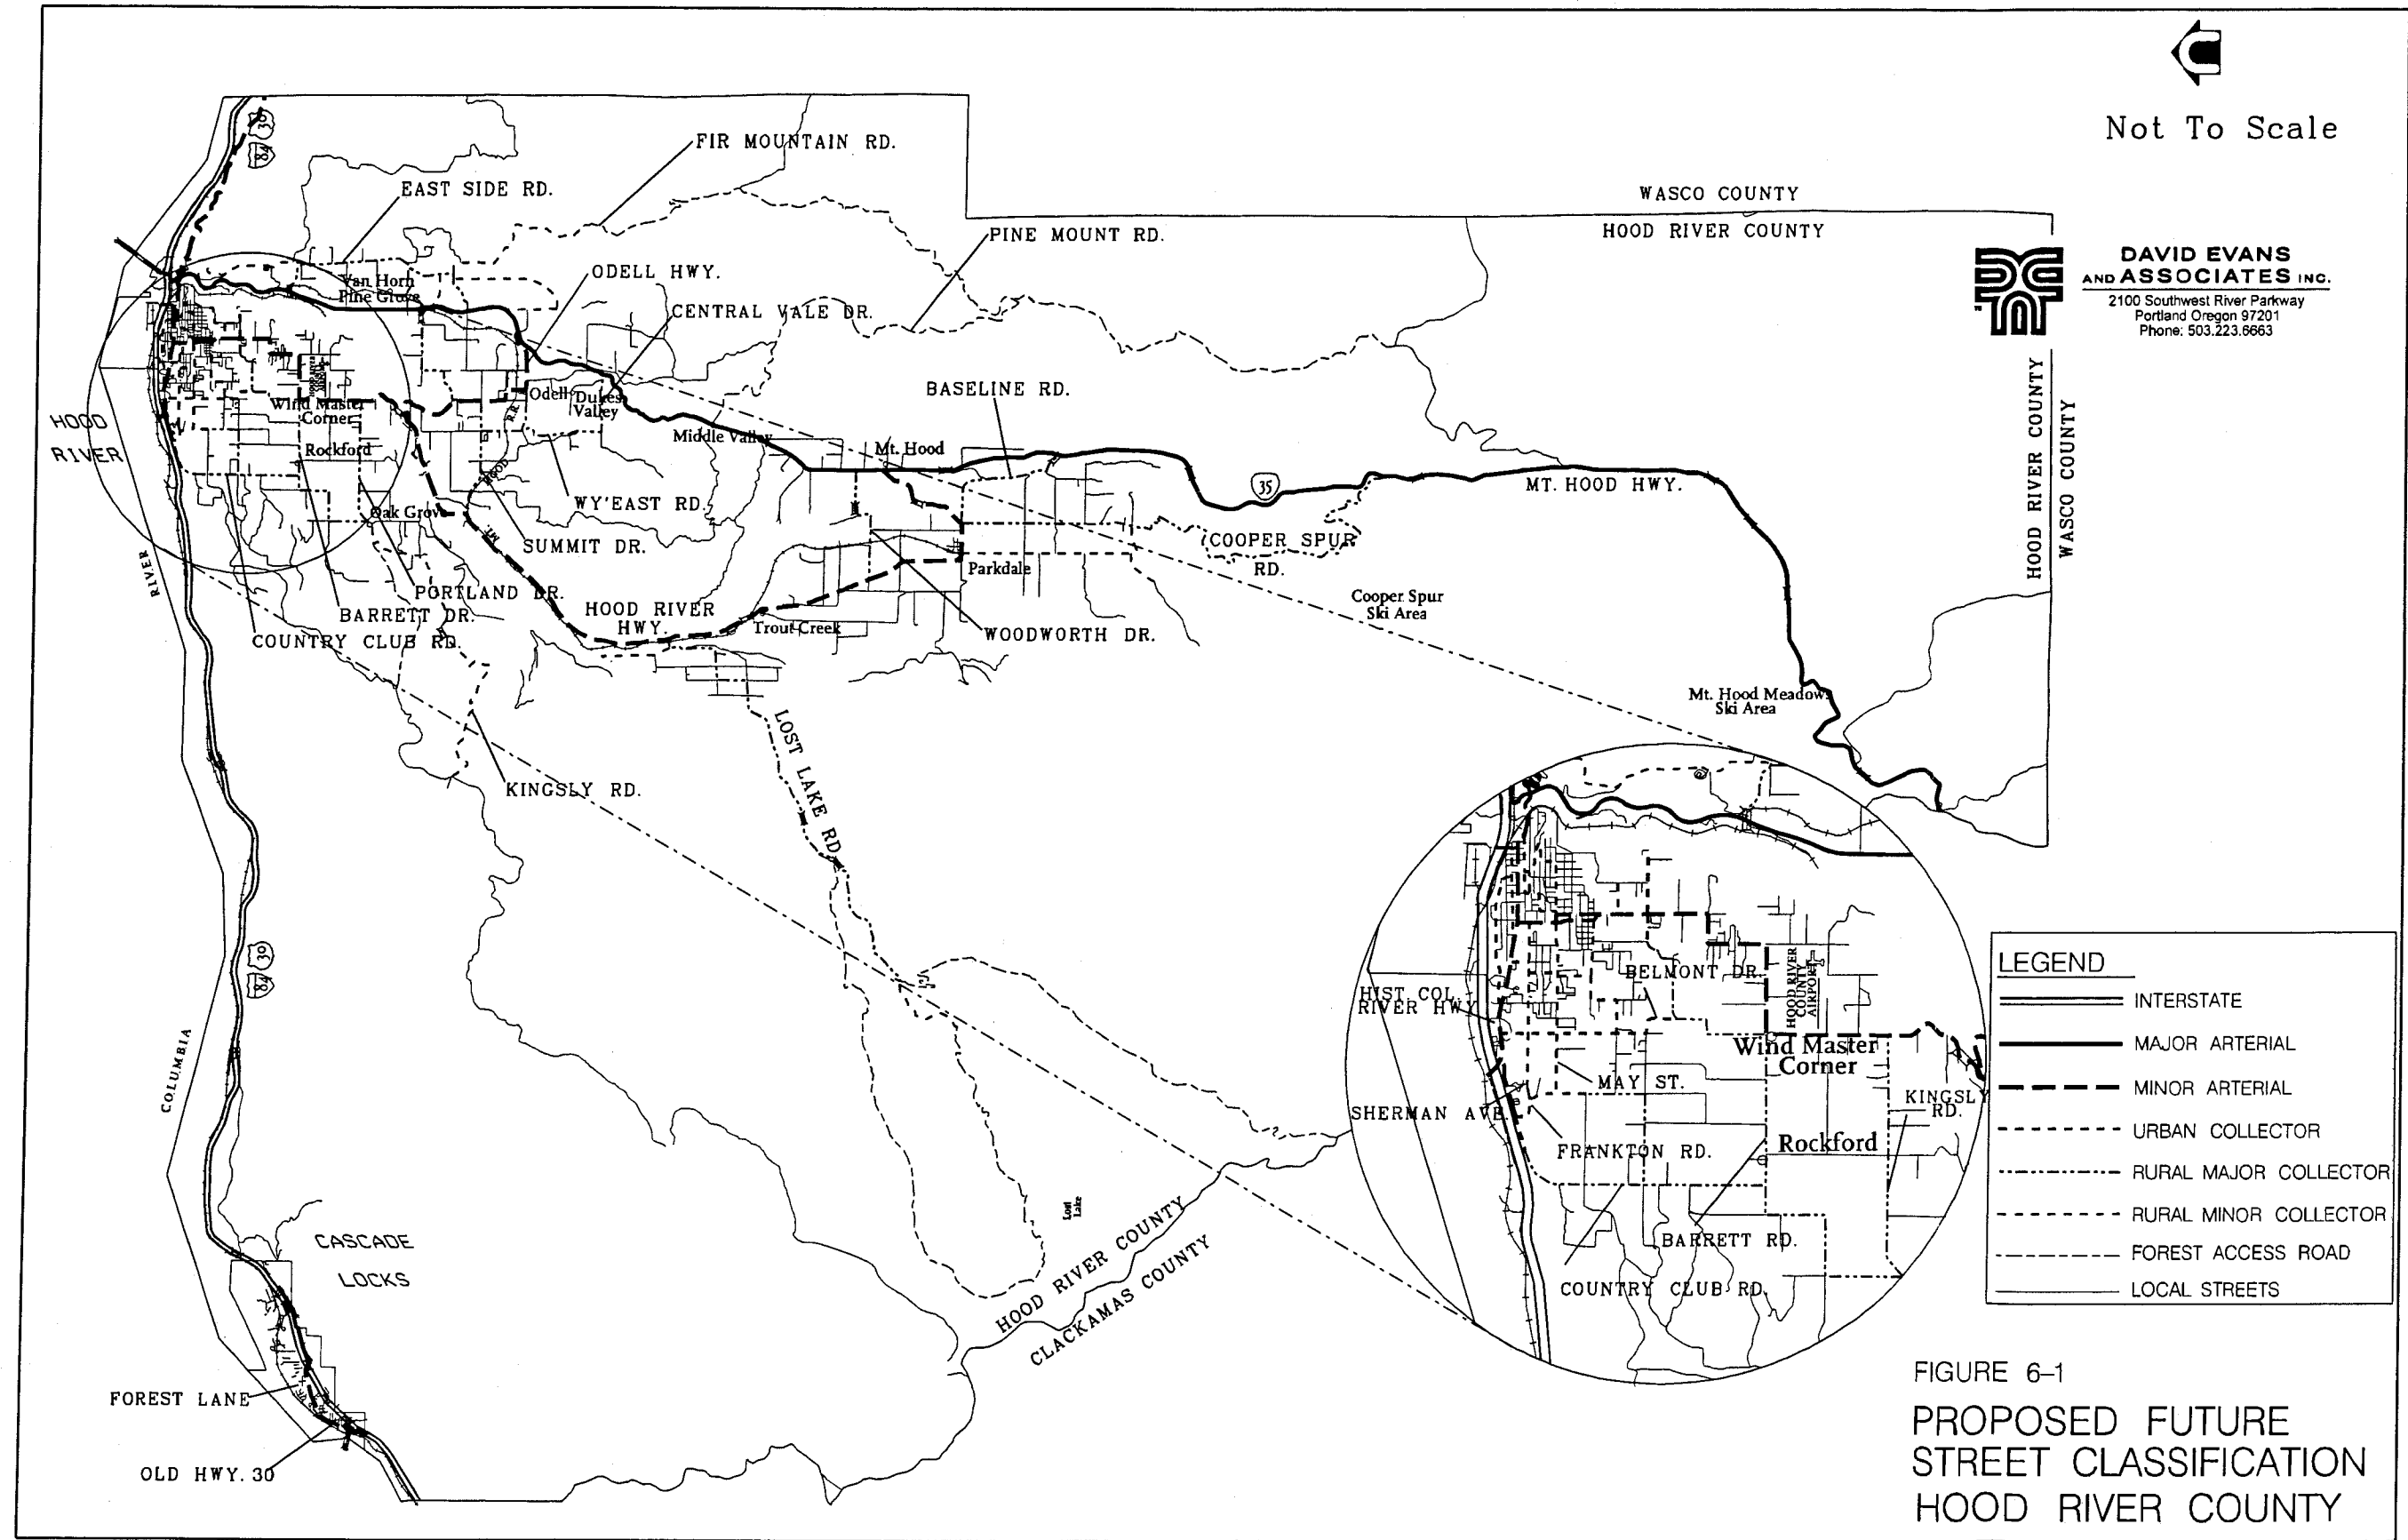 Not To Scale
30
84
FIR MOUNTAIN RD.
EAST SIDE RD.
WASCO COUNTY
HOOD RIVER COUNTY
PINE MOUNT RD.
DAVID EVANS
AND ASSOCIATES INC.
2100 Southwest River Parkway
Portland Oregon 97201
Phone: 503.223.6663
ODELL HWY.
Van Horn
Pine Grove
CENTRAL VALE DR.
BASELINE RD.
HOOD RIVER COUNTY
WASCO COUNTY
HOOD
RIVER
Wind Master
Corner
Odell
Dukes
Valley
R.R.
Rockford
Middle Valley
Mt. Hood
HOOD
MT.
35
MT. HOOD HWY.
WY'EAST RD.
Oak Grove
SUMMIT DR.
COOPER SPUR
RD.
RIVER
PORTLAND DR.
Parkdale
BARRETT DR.
HOOD RIVER
HWY.
Cooper Spur
Ski Area
COUNTRY CLUB RD.
Trout Creek
WOODWORTH DR.
Mt. Hood Meadows
Ski Area
LOST LAKE RD.
KINGSLY RD.
30
84
COLUMBIA
Lost
Lake
HOOD RIVER COUNTY
CLACKAMAS COUNTY
CASCADE
LOCKS
FOREST LANE
OLD HWY. 30
BELMONT DR.
HOOD RIVER
COUNTY
AIRPORT
HIST. COL.
RIVER HWY
Wind Master
Corner
MAY ST.
KINGSLY
RD.
SHERMAN AVE.
FRANKTON RD.
Rockford
BARRETT RD.
COUNTRY CLUB RD.
LEGEND
INTERSTATE
MAJOR ARTERIAL
MINOR ARTERIAL
URBAN COLLECTOR
RURAL MAJOR COLLECTOR
RURAL MINOR COLLECTOR
FOREST ACCESS ROAD
LOCAL STREETS
FIGURE 6-1
PROPOSED FUTURE
STREET CLASSIFICATION
HOOD RIVER COUNTY